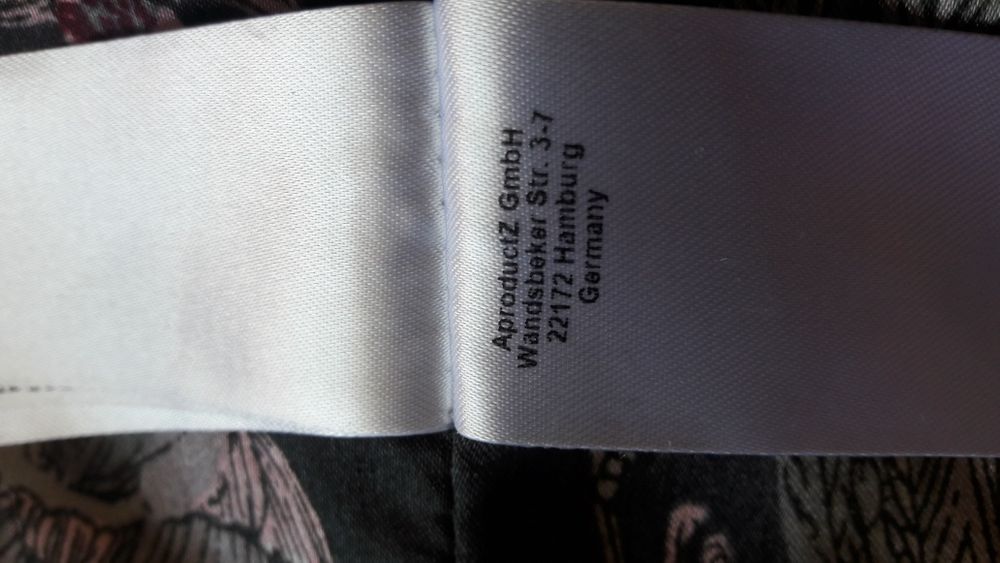 AproductZ GmbH
Wandsbeker Str. 3-7
22172 Hamburg
Germany